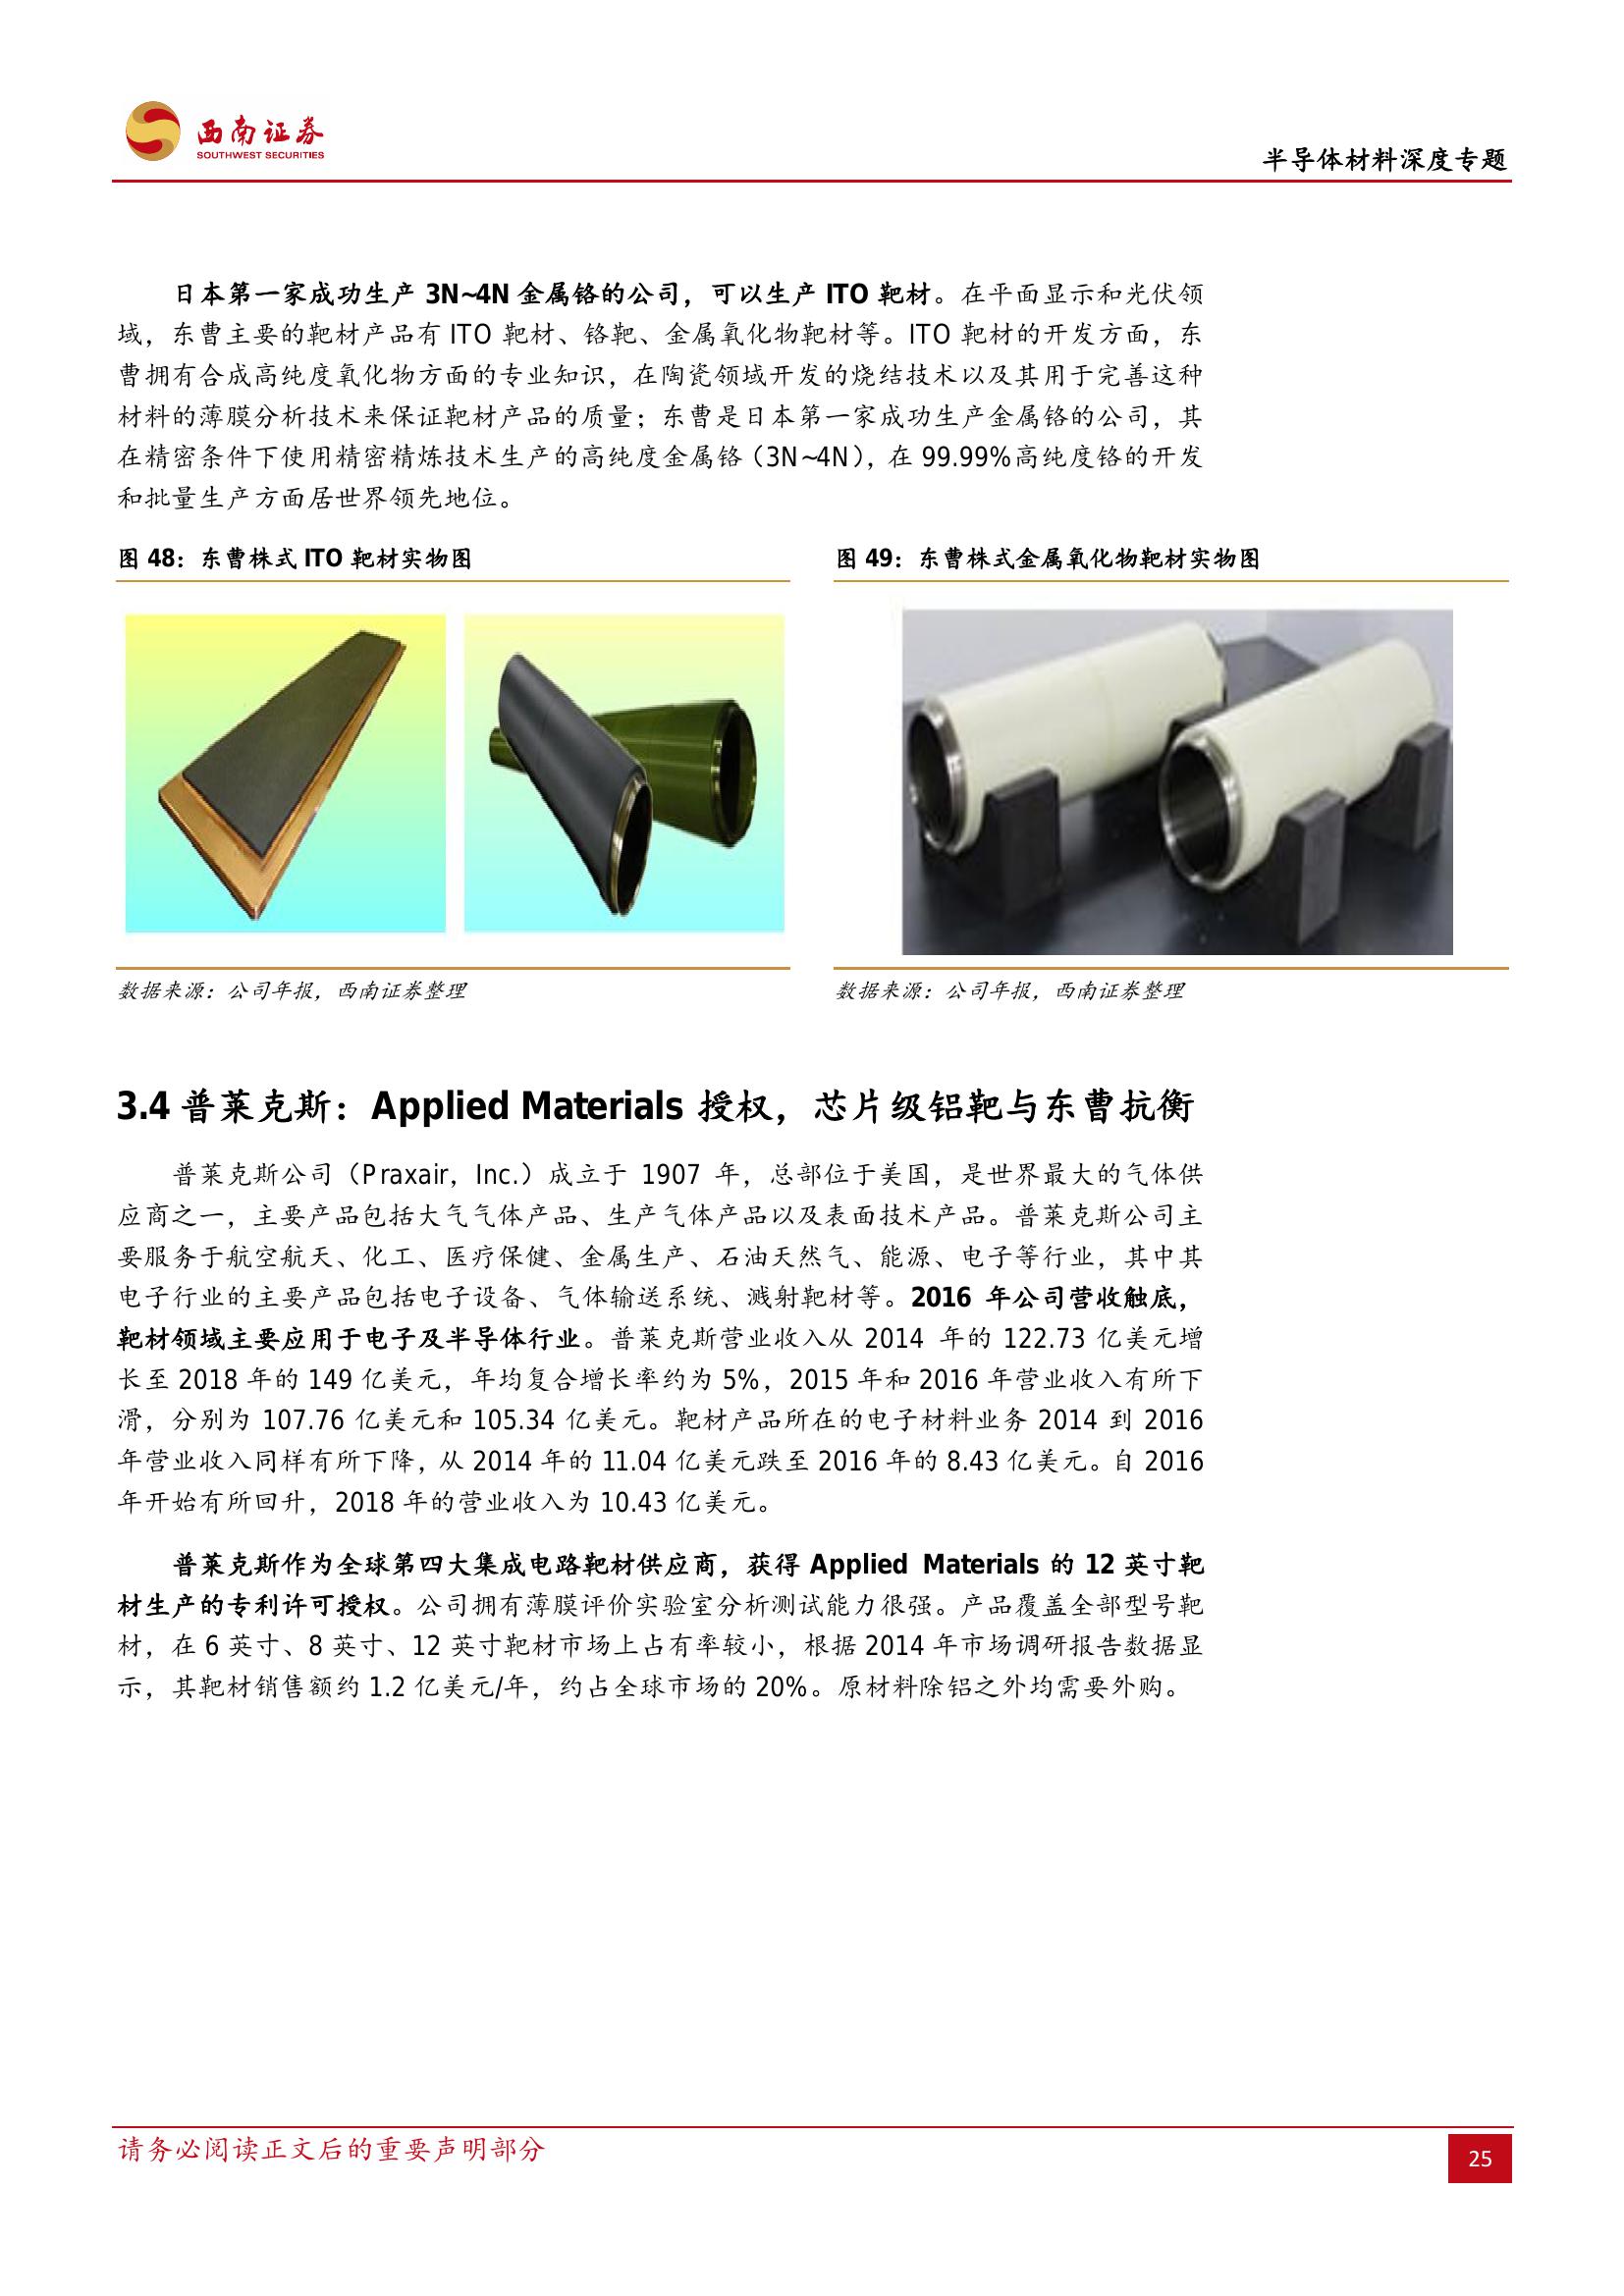 西南证券
SOUTHWEST SECURITIES
半导体材料深度专题
日本第一家成功生产 3N~4N 金属铬的公司，可以生产 ITO 靶材。在平面显示和光伏领
域，东曹主要的靶材产品有 ITO 靶材、铬靶、金属氧化物靶材等。ITO 靶材的开发方面，东
曹拥有合成高纯度氧化物方面的专业知识，在陶瓷领域开发的烧结技术以及其用于完善这种
材料的薄膜分析技术来保证靶材产品的质量；东曹是日本第一家成功生产金属铬的公司，其
在精密条件下使用精密精炼技术生产的高纯度金属铬（3N~4N），在 99.99%高纯度铬的开发
和批量生产方面居世界领先地位。
图 48：东曹株式 ITO 靶材实物图
图 49：东曹株式金属氧化物靶材实物图
数据来源：公司年报，西南证券整理
数据来源：公司年报，西南证券整理
3.4 普莱克斯：Applied Materials 授权，芯片级铝靶与东曹抗衡
普莱克斯公司（Praxair，Inc.）成立于 1907 年，总部位于美国，是世界最大的气体供
应商之一，主要产品包括大气气体产品、生产气体产品以及表面技术产品。普莱克斯公司主
要服务于航空航天、化工、医疗保健、金属生产、石油天然气、能源、电子等行业，其中其
电子行业的主要产品包括电子设备、气体输送系统、溅射靶材等。2016 年公司营收触底，
靶材领域主要应用于电子及半导体行业。普莱克斯营业收入从 2014 年的 122.73 亿美元增
长至 2018 年的 149 亿美元，年均复合增长率约为 5%，2015 年和 2016 年营业收入有所下
滑，分别为 107.76 亿美元和 105.34 亿美元。靶材产品所在的电子材料业务 2014 到 2016
年营业收入同样有所下降，从 2014 年的 11.04 亿美元跌至 2016 年的 8.43 亿美元。自 2016
年开始有所回升，2018 年的营业收入为 10.43 亿美元。
普莱克斯作为全球第四大集成电路靶材供应商，获得 Applied Materials 的 12 英寸靶
材生产的专利许可授权。公司拥有薄膜评价实验室分析测试能力很强。产品覆盖全部型号靶
材，在 6 英寸、8 英寸、12 英寸靶材市场上占有率较小，根据 2014 年市场调研报告数据显
示，其靶材销售额约 1.2 亿美元/年，约占全球市场的 20%。原材料除铝之外均需要外购。
请务必阅读正文后的重要声明部分
25